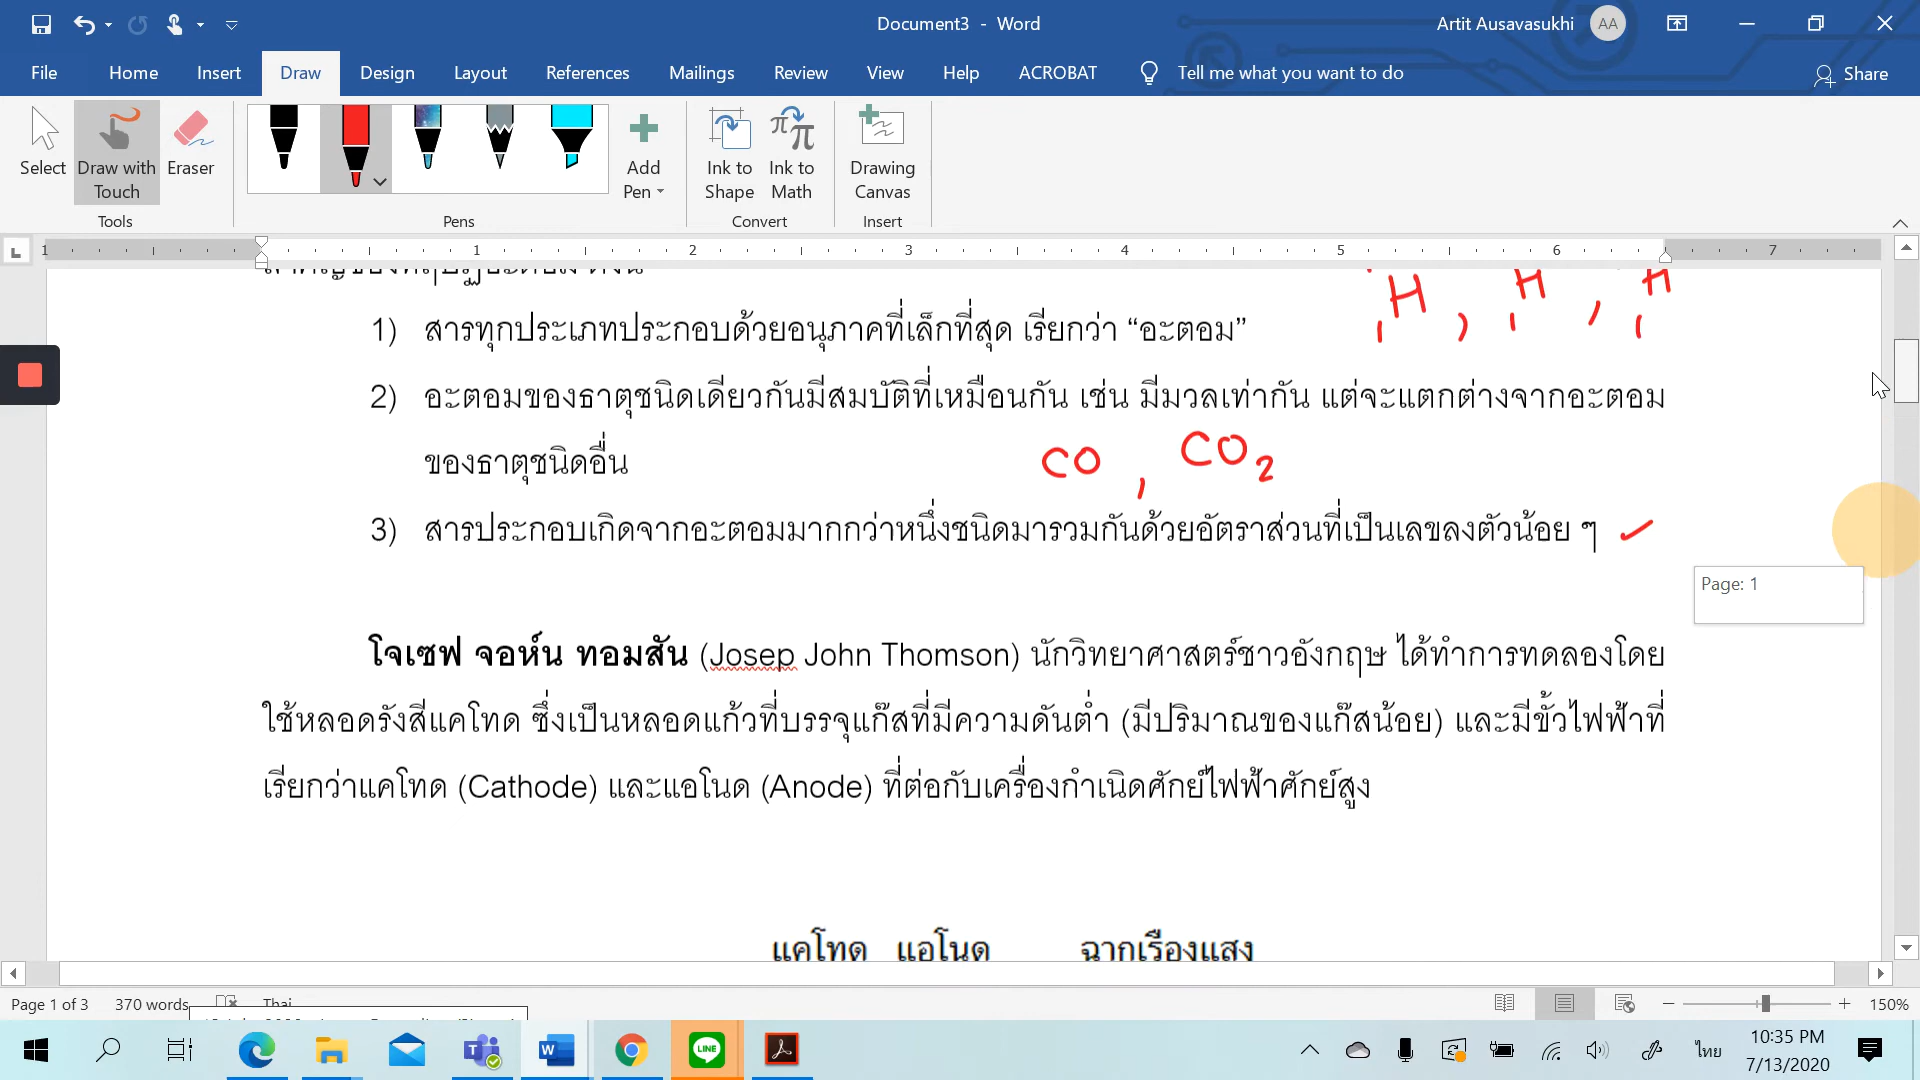 Document3 - Word
Artit Ausavasukhi AA
File Home Insert Draw Design Layout References Mailings Review View Help ACROBAT Tell me what you want to do Share
Select
Draw with
Touch
Eraser
Add
Pen
Ink to
Shape
Ink to
Math
Drawing
Canvas
Tools Pens Convert Insert
1 1 2 3 4 5 6 7
H , H , H
1 1 1
1) สารทุกประเภทประกอบด้วยอนุภาคที่เล็กที่สุด เรียกว่า “อะตอม”
2) อะตอมของธาตุชนิดเดียวกันมีสมบัติที่เหมือนกัน เช่น มีมวลเท่ากัน แต่จะแตกต่างจากอะตอม
ของธาตุชนิดอื่น
CO , CO2
3) สารประกอบเกิดจากอะตอมมากกว่าหนึ่งชนิดมารวมกันด้วยอัตราส่วนที่เป็นเลขลงตัวน้อย ๆ
Page: 1
โจเซฟ จอห์น ทอมสัน (Josep John Thomson) นักวิทยาศาสตร์ชาวอังกฤษ ได้ทำการทดลองโดย
ใช้หลอดรังสีแคโทด ซึ่งเป็นหลอดแก้วที่บรรจุแก๊สที่มีความดันต่ำ (มีปริมาณของแก๊สน้อย) และมีขั้วไฟฟ้าที่
เรียกว่าแคโทด (Cathode) และแอโนด (Anode) ที่ต่อกับเครื่องกำเนิดศักย์ไฟฟ้าศักย์สูง
แคโทด แอโนด ฉากเรืองแสง
Page 1 of 3 370 words Thai 150%
10:35 PM
ไทย
7/13/2020